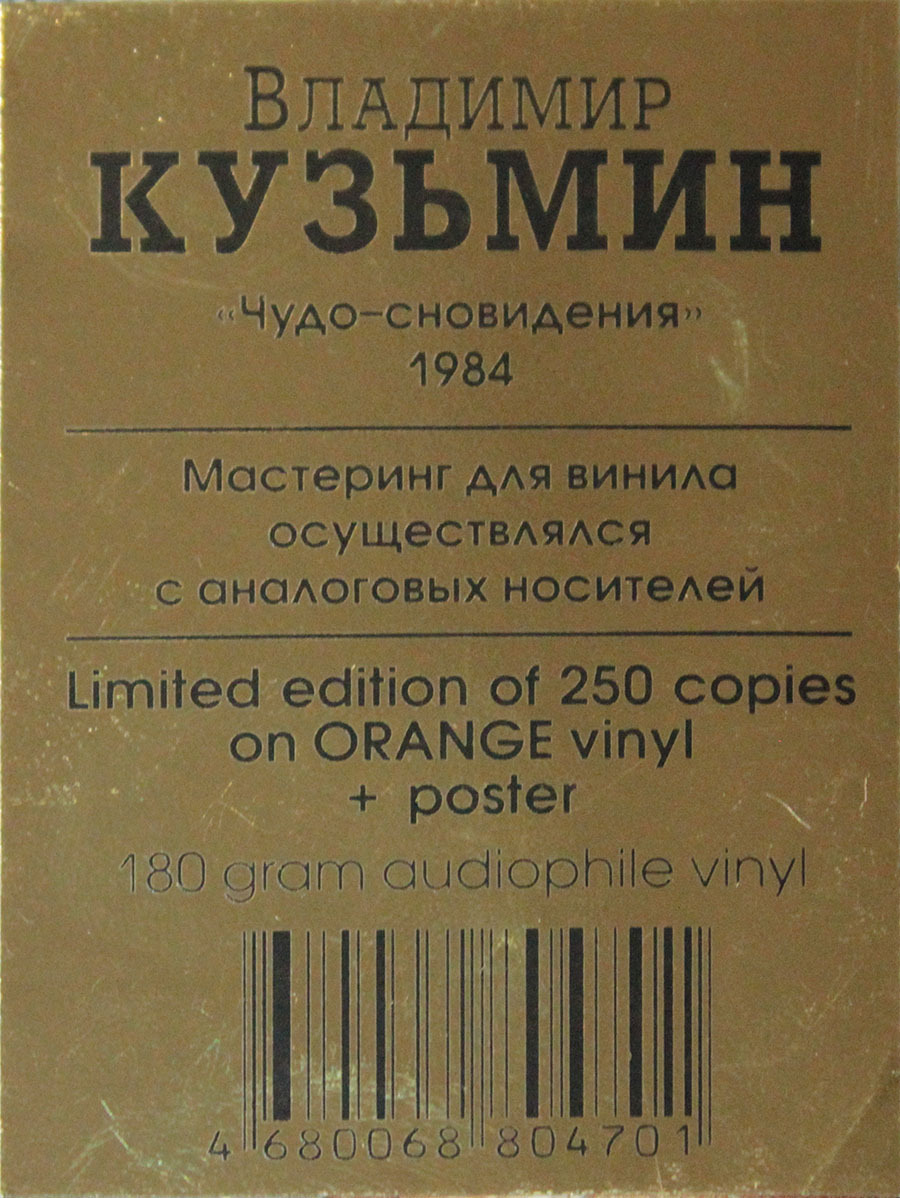 Владимир
КУЗЬМИН
«Чудо-сновидения»
1984
Мастеринг для винила
осуществлялся
с аналоговых носителей
Limited edition of 250 copies
on ORANGE vinyl
+ poster
180 gram audiophile vinyl
4 680068 804701